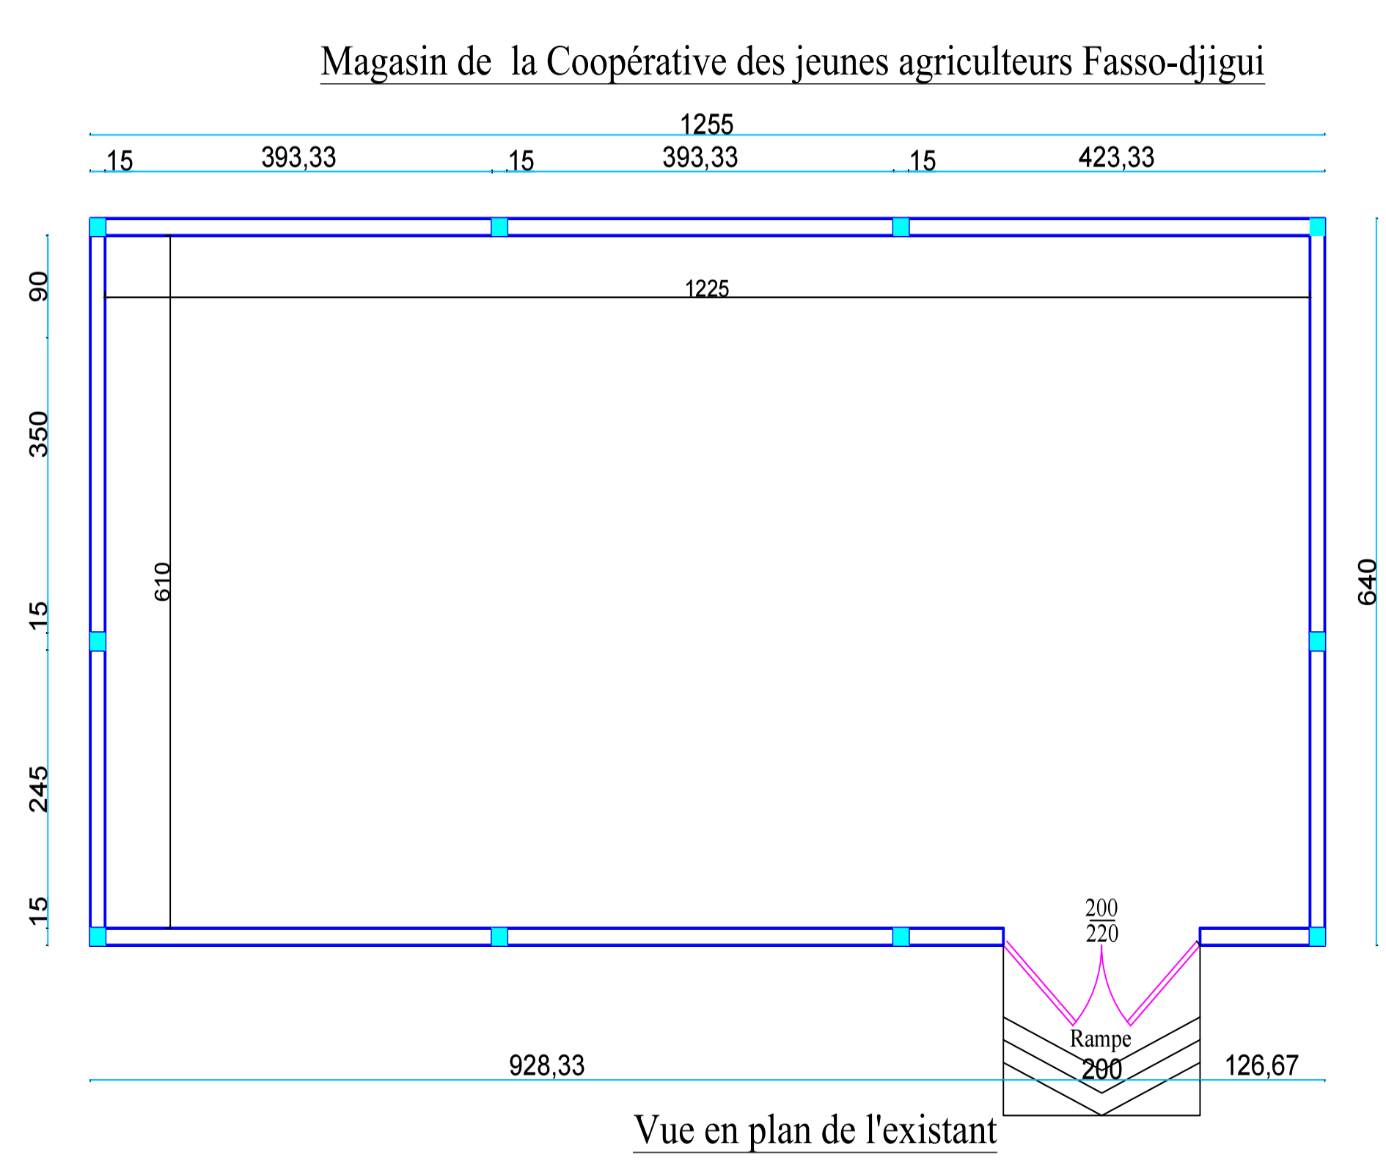 Magasin de la Coopérative des jeunes agriculteurs Fasso-djigui
1255
15 393,33 15 393,33 15 423,33
90
1225
350
610
640
15
245
15
200
220
Rampe
928,33 200 126,67
Vue en plan de l'existant